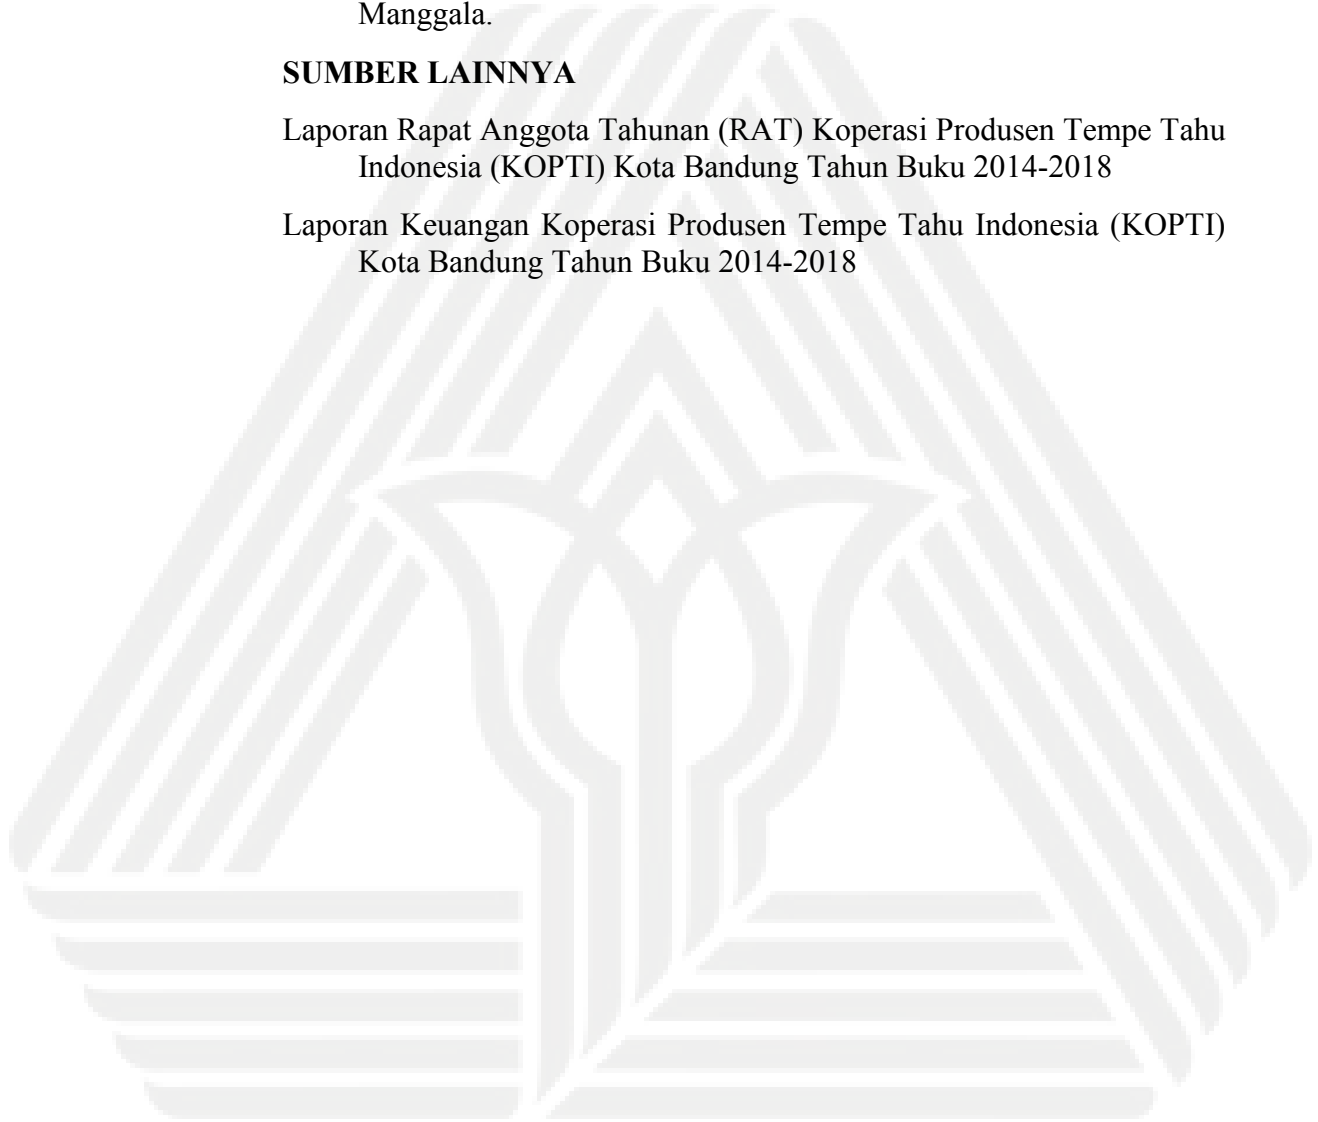 Manggala.
SUMBER LAINNYA
Laporan Rapat Anggota Tahunan (RAT) Koperasi Produsen Tempe Tahu
Indonesia (KOPTI) Kota Bandung Tahun Buku 2014-2018
Laporan Keuangan Koperasi Produsen Tempe Tahu Indonesia (KOPTI)
Kota Bandung Tahun Buku 2014-2018